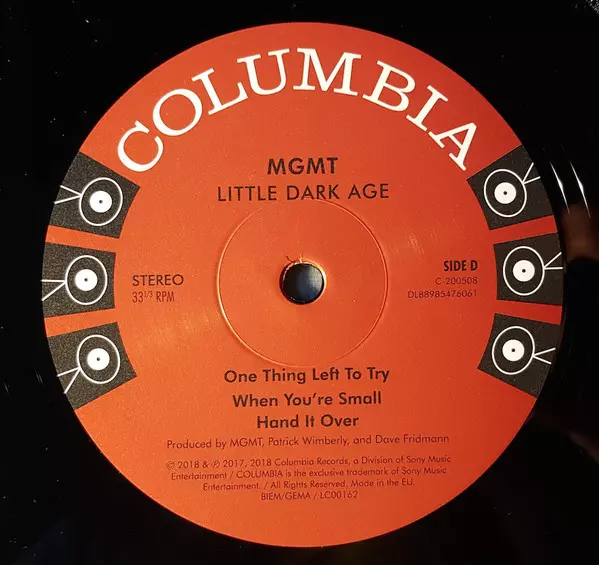 COLUMBIA
MGMT
LITTLE DARK AGE
STEREO
33 1/3 RPM
SIDE D
C 200508
DL88985476061
One Thing Left To Try
When You're Small
Hand It Over
Produced by MGMT, Patrick Wimberly, and Dave Fridmann
© 2018 & ℗ 2017, 2018 Columbia Records, a Division of Sony Music
Entertainment / COLUMBIA is the exclusive trademark of Sony Music
Entertainment. / All Rights Reserved. Made in the EU.
BIEM/GEMA / LC00162